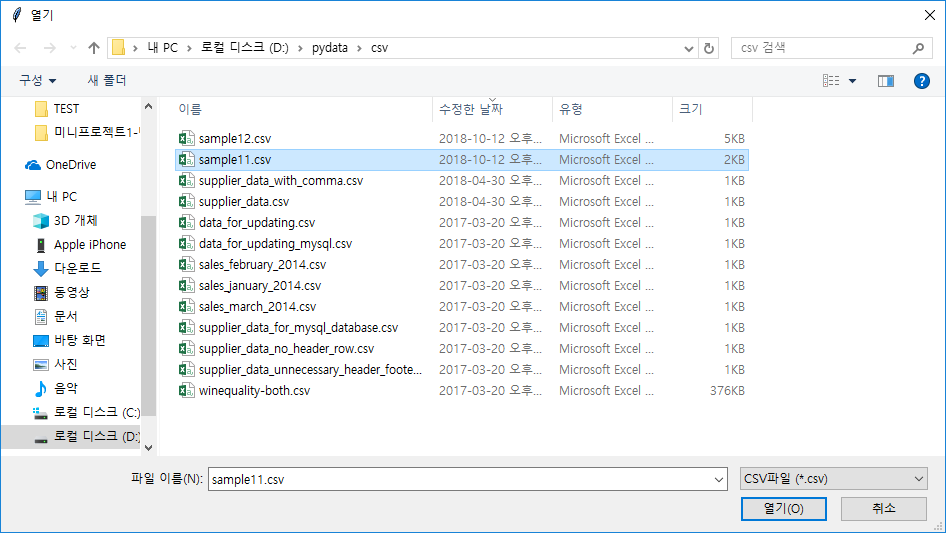 열기
내 PC > 로컬 디스크 (D:) > pydata > csv
csv 검색
구성
새 폴더
TEST
미니프로젝트1-
OneDrive
내 PC
3D 개체
Apple iPhone
다운로드
동영상
문서
바탕 화면
사진
음악
로컬 디스크 (C:)
로컬 디스크 (D:)
이름 수정한 날짜 유형 크기
sample12.csv 2018-10-12 오후... Microsoft Excel ... 5KB
sample11.csv 2018-10-12 오후... Microsoft Excel ... 2KB
supplier_data_with_comma.csv 2018-04-30 오후... Microsoft Excel ... 1KB
supplier_data.csv 2018-04-30 오후... Microsoft Excel ... 1KB
data_for_updating.csv 2017-03-20 오후... Microsoft Excel ... 1KB
data_for_updating_mysql.csv 2017-03-20 오후... Microsoft Excel ... 1KB
sales_february_2014.csv 2017-03-20 오후... Microsoft Excel ... 1KB
sales_january_2014.csv 2017-03-20 오후... Microsoft Excel ... 1KB
sales_march_2014.csv 2017-03-20 오후... Microsoft Excel ... 1KB
supplier_data_for_mysql_database.csv 2017-03-20 오후... Microsoft Excel ... 1KB
supplier_data_no_header_row.csv 2017-03-20 오후... Microsoft Excel ... 1KB
supplier_data_unnecessary_header_foote... 2017-03-20 오후... Microsoft Excel ... 1KB
winequality-both.csv 2017-03-20 오후... Microsoft Excel ... 376KB
파일 이름(N): sample11.csv
CSV파일 (*.csv)
열기(O)
취소